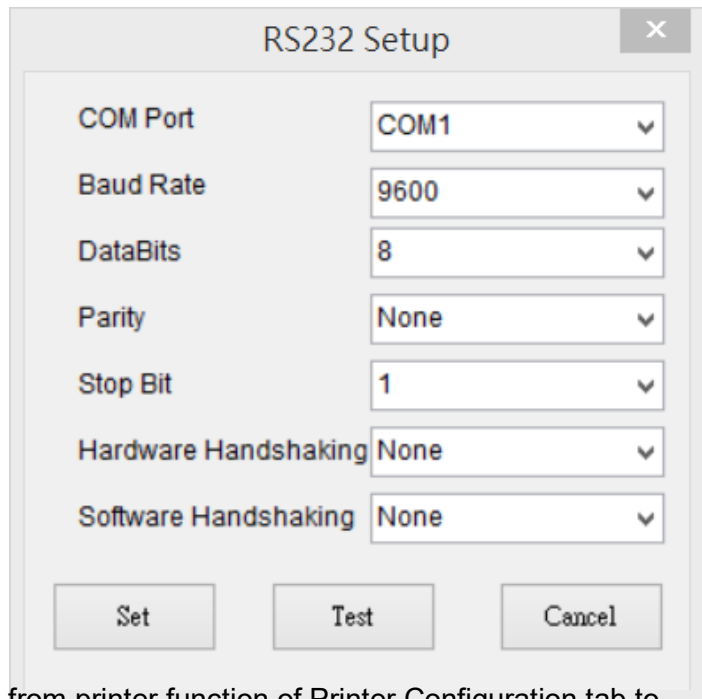 RS232 Setup
COM Port COM1
Baud Rate 9600
DataBits 8
Parity None
Stop Bit 1
Hardware Handshaking None
Software Handshaking None
Set Test Cancel
from printer function of Printer Configuration tab to